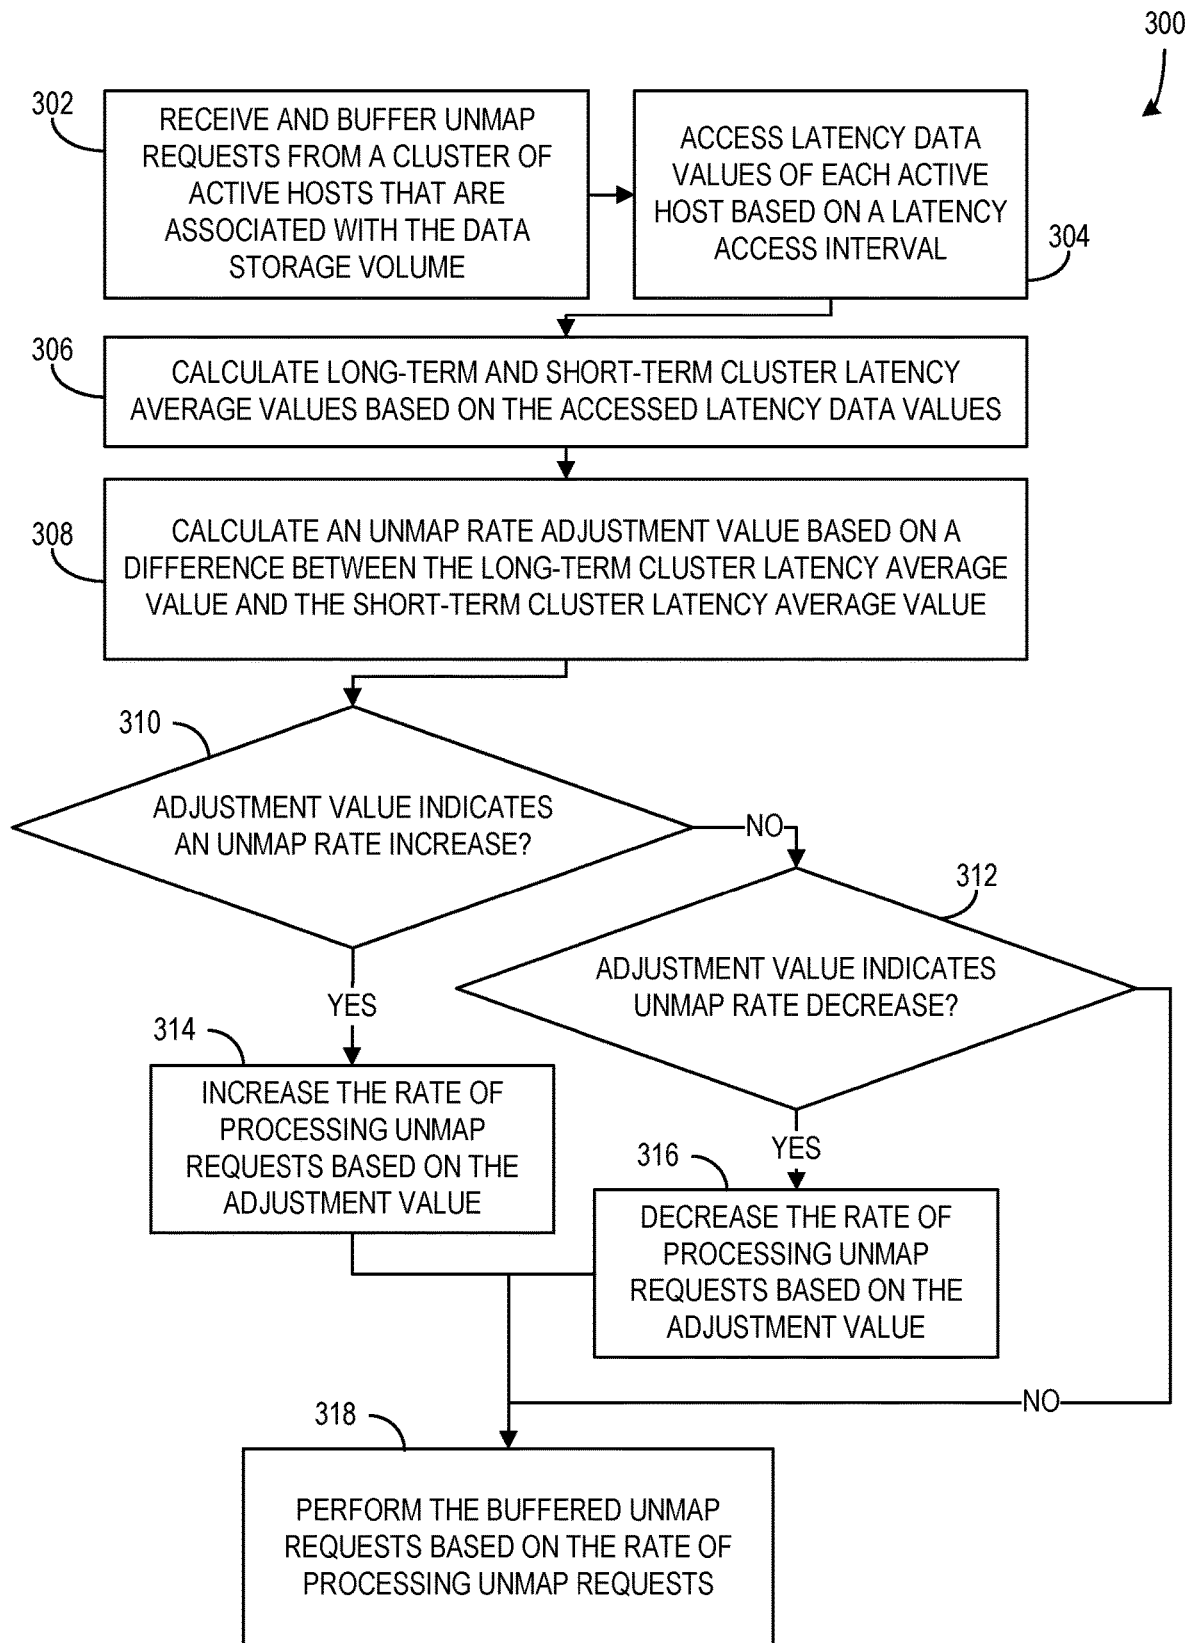 300
302
RECEIVE AND BUFFER UNMAP
REQUESTS FROM A CLUSTER OF
ACTIVE HOSTS THAT ARE
ASSOCIATED WITH THE DATA
STORAGE VOLUME
ACCESS LATENCY DATA
VALUES OF EACH ACTIVE
HOST BASED ON A LATENCY
ACCESS INTERVAL
304
306
CALCULATE LONG-TERM AND SHORT-TERM CLUSTER LATENCY
AVERAGE VALUES BASED ON THE ACCESSED LATENCY DATA VALUES
308
CALCULATE AN UNMAP RATE ADJUSTMENT VALUE BASED ON A
DIFFERENCE BETWEEN THE LONG-TERM CLUSTER LATENCY AVERAGE
VALUE AND THE SHORT-TERM CLUSTER LATENCY AVERAGE VALUE
310
ADJUSTMENT VALUE INDICATES
AN UNMAP RATE INCREASE?
NO
312
ADJUSTMENT VALUE INDICATES
UNMAP RATE DECREASE?
YES
314
INCREASE THE RATE OF
PROCESSING UNMAP
REQUESTS BASED ON THE
ADJUSTMENT VALUE
YES
316
DECREASE THE RATE OF
PROCESSING UNMAP
REQUESTS BASED ON THE
ADJUSTMENT VALUE
NO
318
PERFORM THE BUFFERED UNMAP
REQUESTS BASED ON THE RATE OF
PROCESSING UNMAP REQUESTS